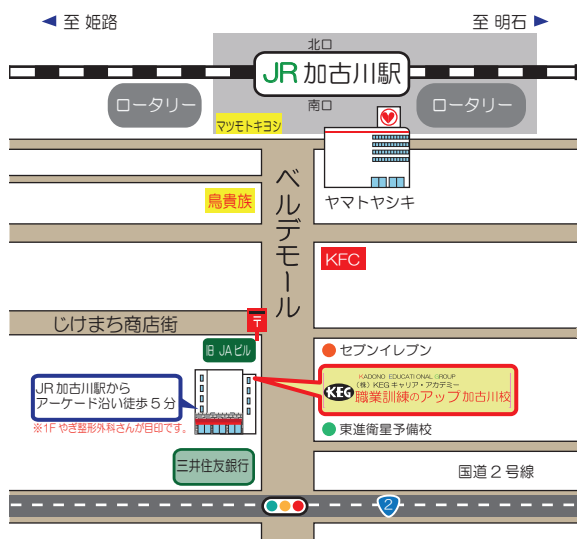 ◀ 至 姫路
至 明石 ▶
北口
JR 加古川駅
南口
ロータリー
ロータリー
マツモトキヨシ
ベルデモール
ヤマトヤシキ
鳥貴族
KFC
じけまち商店街
〒
旧 JAビル
セブンイレブン
JR 加古川駅から
アーケード沿い徒歩５分
※1F やぎ整形外科さんが目印です。
KADONO EDUCATIONAL GROUP
(株) KEG キャリア・アカデミー
KEG
職業訓練のアップ 加古川校
東進衛星予備校
三井住友銀行
国道２号線
2